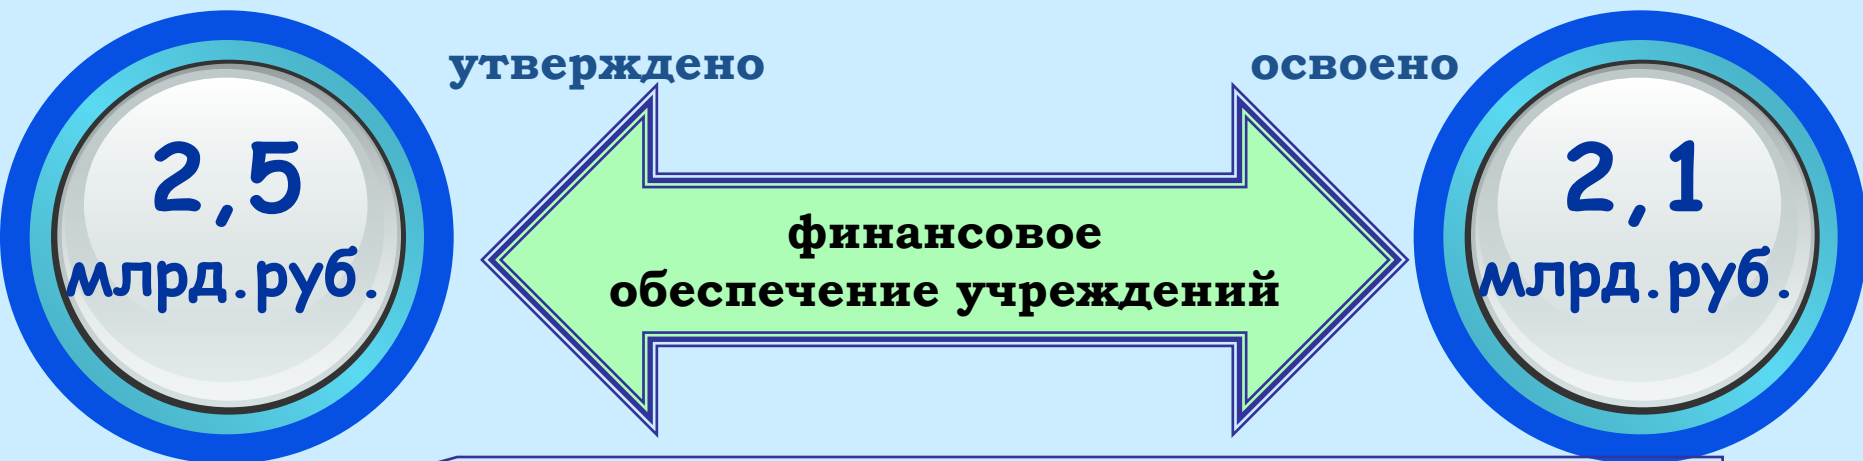 утверждено
освоено
2,5
млрд.руб.
финансовое
обеспечение учреждений
2,1
млрд.руб.